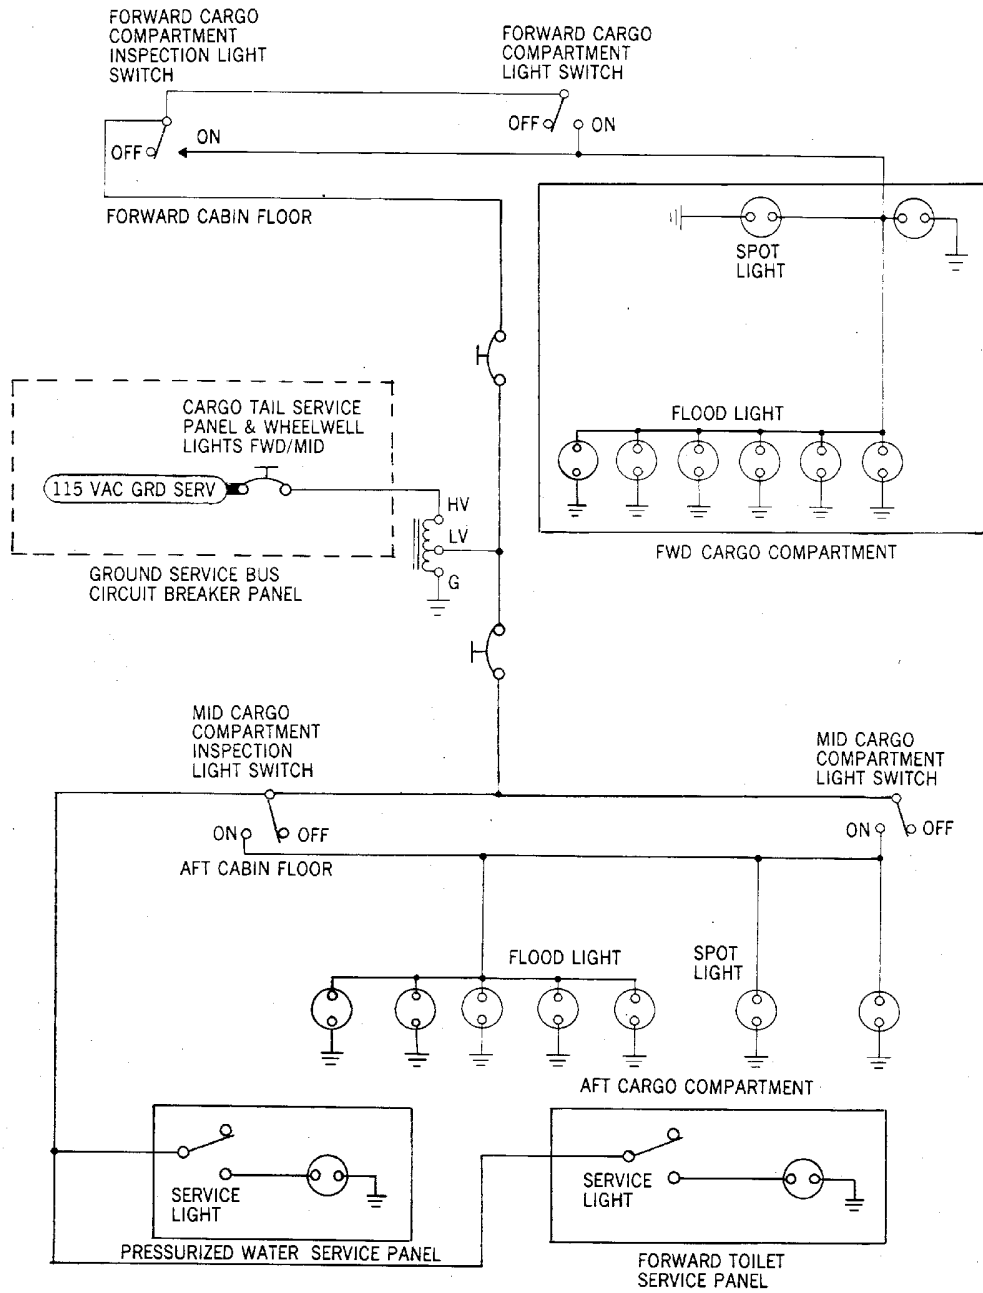 FORWARD CARGO
COMPARTMENT
INSPECTION LIGHT
SWITCH
FORWARD CARGO
COMPARTMENT
LIGHT SWITCH
OFF
ON
OFF
ON
FORWARD CABIN FLOOR
SPOT
LIGHT
FLOOD LIGHT
FWD CARGO COMPARTMENT
CARGO TAIL SERVICE
PANEL & WHEELWELL
LIGHTS FWD/MID
115 VAC GRD SERV
HV
LV
G
GROUND SERVICE BUS
CIRCUIT BREAKER PANEL
MID CARGO
COMPARTMENT
INSPECTION
LIGHT SWITCH
MID CARGO
COMPARTMENT
LIGHT SWITCH
ON
OFF
ON
OFF
AFT CABIN FLOOR
FLOOD LIGHT
SPOT
LIGHT
AFT CARGO COMPARTMENT
SERVICE
LIGHT
PRESSURIZED WATER SERVICE PANEL
SERVICE
LIGHT
FORWARD TOILET
SERVICE PANEL